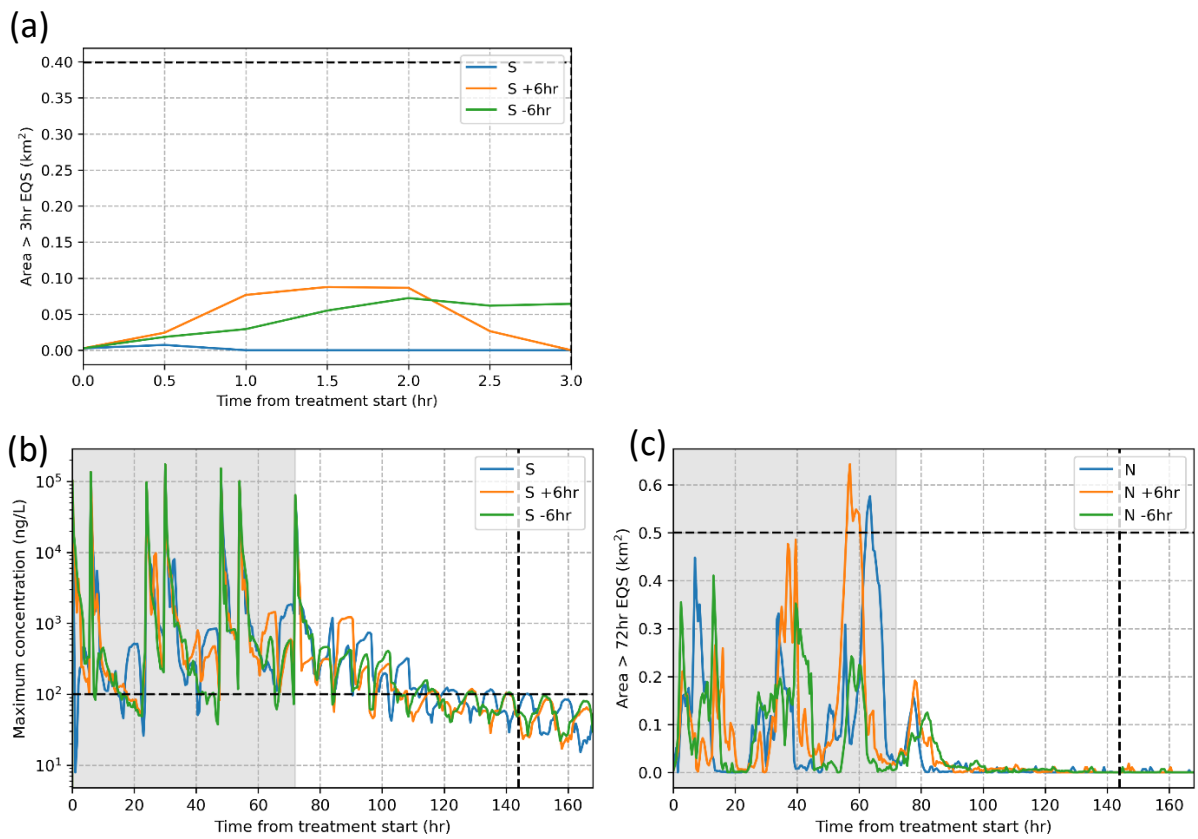 (a)
Area > 3hr EQS (km²)
0.40
0.35
0.30
0.25
0.20
0.15
0.10
0.05
0.00
S
S +6hr
S -6hr
0.0 0.5 1.0 1.5 2.0 2.5 3.0
Time from treatment start (hr)
(b)
Maximum concentration (ng/L)
10⁵
10⁴
10³
10²
10¹
S
S +6hr
S -6hr
0 20 40 60 80 100 120 140 160
Time from treatment start (hr)
(c)
Area > 72hr EQS (km²)
0.6
0.5
0.4
0.3
0.2
0.1
0.0
N
N +6hr
N -6hr
0 20 40 60 80 100 120 140 160
Time from treatment start (hr)